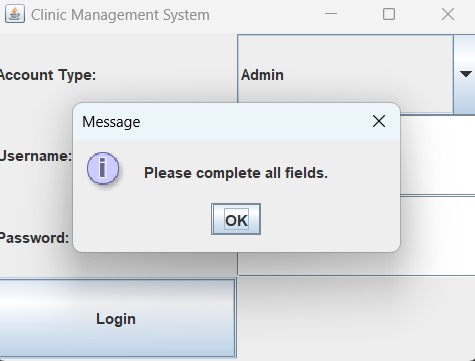 Clinic Management System
Account Type:
Admin
Message
Username:
Please complete all fields.
OK
Password:
Login